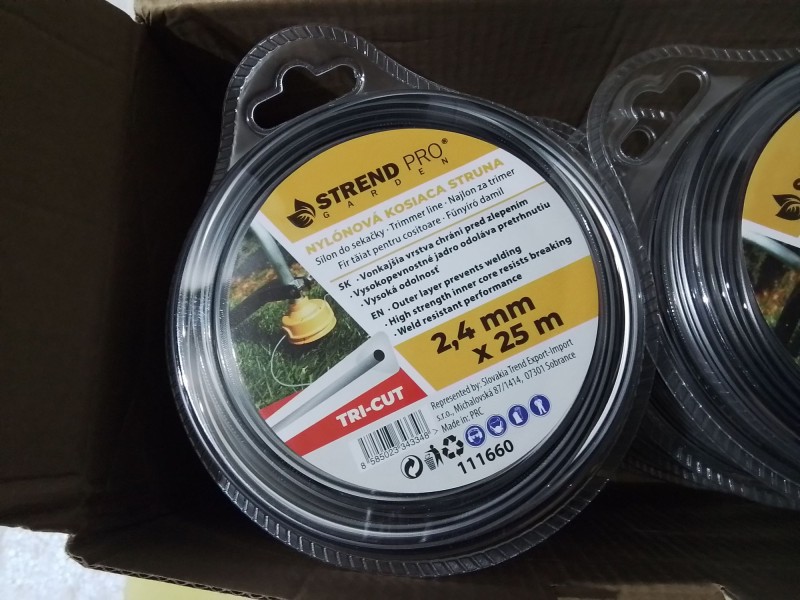 STREND PRO®
GARDEN
NYLÓNOVÁ KOSIACA STRUNA
Silon do sekačky · Trimmer line · Najlon za trimer
Fir tăiat pentru cositoare · Fűnyíró damil
SK · Vonkajšia vrstva chráni pred zlepením
· Vysokopevnostné jadro odoláva pretrhnutiu
· Vysoká odolnosť
EN · Outer layer prevents welding
· High strength inner core resists breaking
· Weld resistant performance
2,4 mm
x 25 m
TRI-CUT
Represented by: Slovakia Trend Export-Import
s.r.o., Michalovská 87/1414, 07301 Sobrance
Made in: PRC
8 585023 343348 >
111660